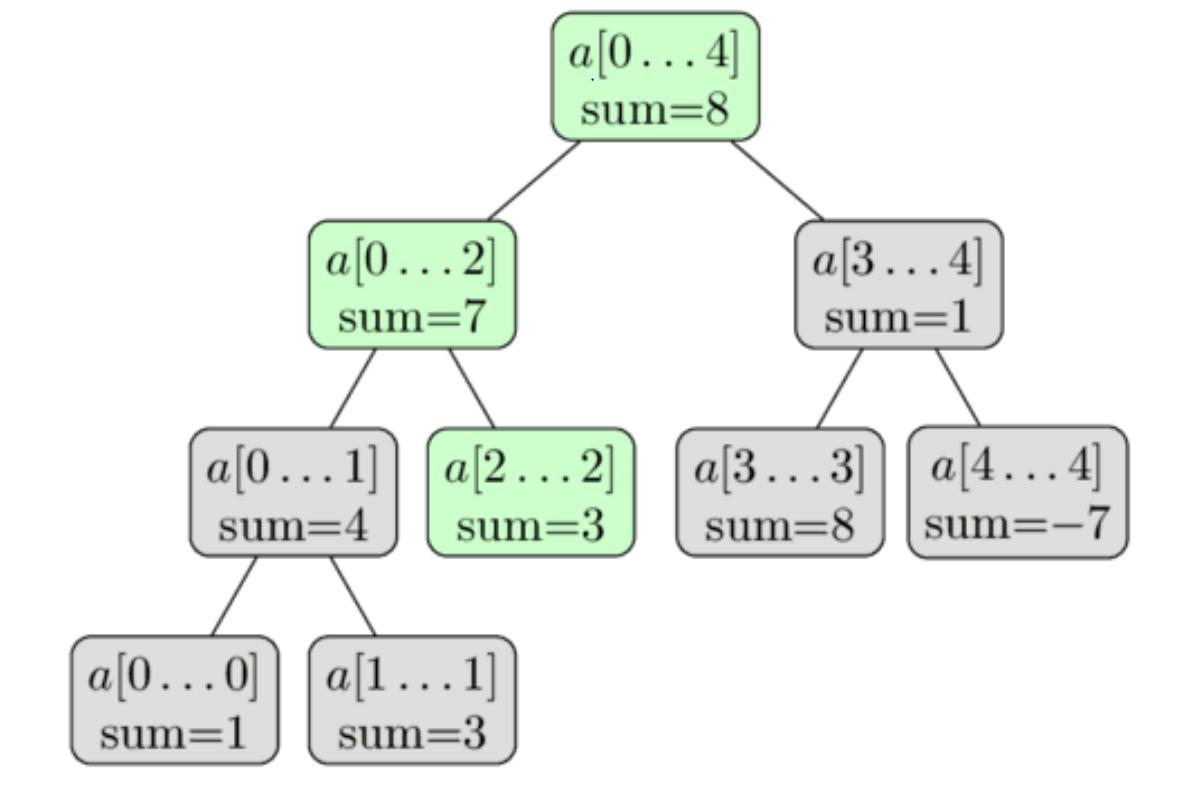 a[0 . . . 4]
sum=8
a[0 . . . 2]
sum=7
a[3 . . . 4]
sum=1
a[0 . . . 1]
sum=4
a[2 . . . 2]
sum=3
a[3 . . . 3]
sum=8
a[4 . . . 4]
sum=−7
a[0 . . . 0]
sum=1
a[1 . . . 1]
sum=3